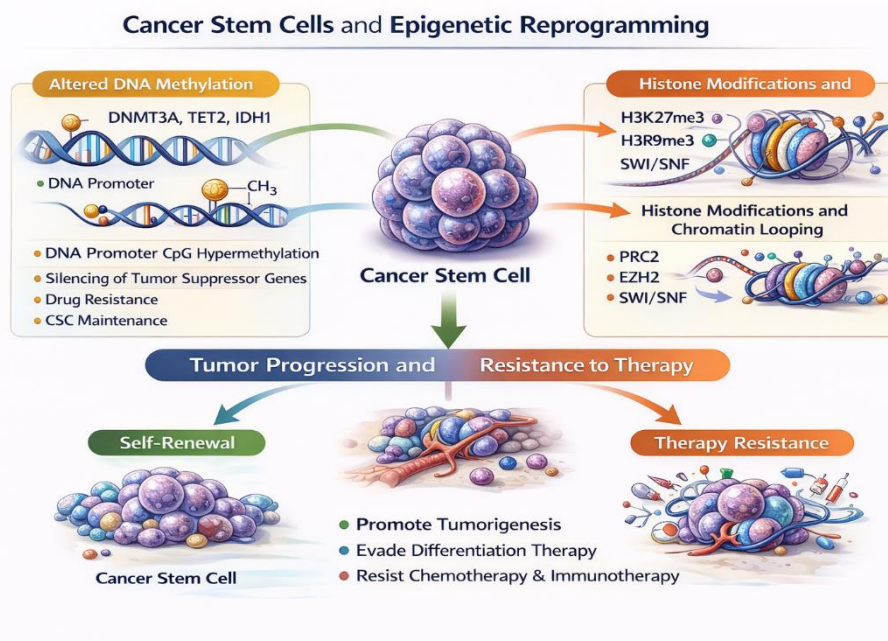 Cancer Stem Cells and Epigenetic Reprogramming
Altered DNA Methylation
DNMT3A, TET2, IDH1
• DNA Promoter
CH3
• DNA Promoter CpG Hypermethylation
• Silencing of Tumor Suppressor Genes
• Drug Resistance
• CSC Maintenance
Cancer Stem Cell
Histone Modifications and
H3K27me3
H3R9me3
SWI/SNF
Histone Modifications and
Chromatin Looping
• PRC2
• EZH2
• SWI/SNF
Tumor Progression and Resistance to Therapy
Self-Renewal
Cancer Stem Cell
• Promote Tumorigenesis
• Evade Differentiation Therapy
• Resist Chemotherapy & Immunotherapy
Therapy Resistance